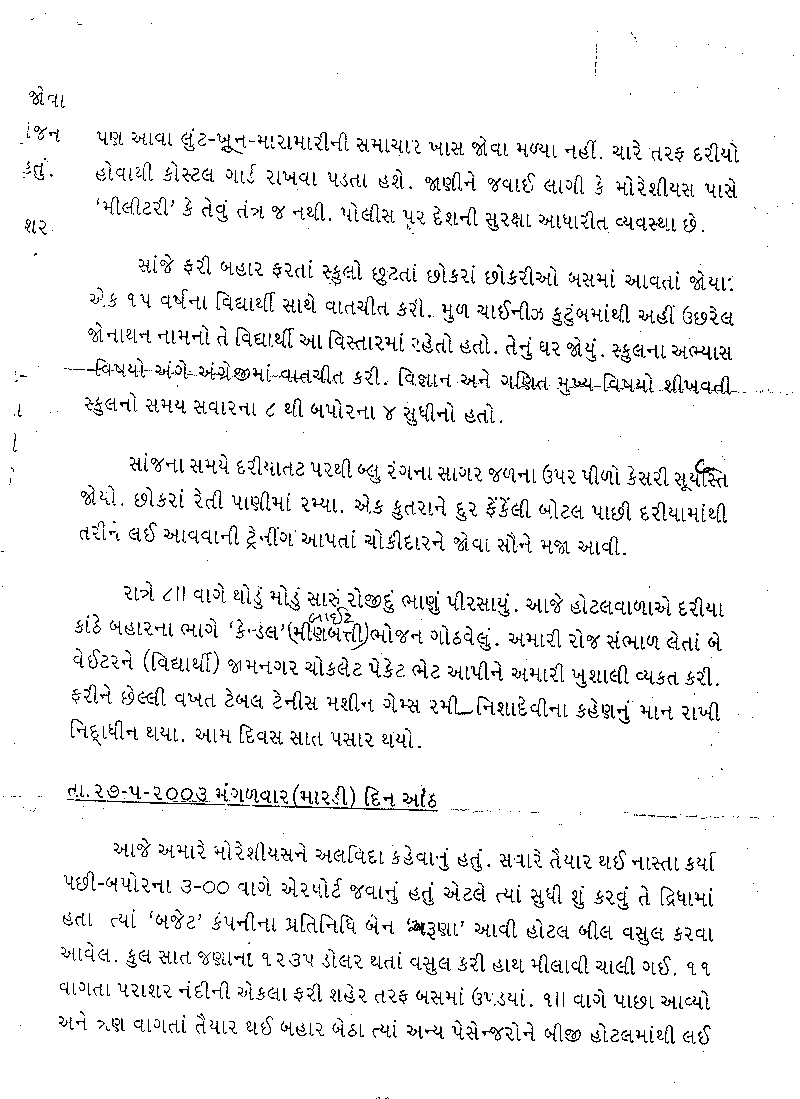 જોવા
ંજન
કતું.
શર
પણ આવા લુંટ-ખૂન-મારામારીની સમાચાર ખાસ જોવા મળ્યા નહીં. ચારે તરફ દરીયો
હોવાથી કોસ્ટલ ગાર્ડ રાખવા પડતા હશે. જાણીને જવાઈ લાગી કે મોરેશીયસ પાસે
‘મીલીટરી’ કે તેવું તંત્ર જ નથી. પોલીસ પૂર દેશની સુરક્ષા આધારીત વ્યવસ્થા છે.
સાંજે ફરી બહાર ફરતાં સ્કુલો છુટતાં છોકરાં છોકરીઓ બસમાં આવતાં જોયા.
એક ૧૫ વર્ષના વિદ્યાર્થી સાથે વાતચીત કરી. મુળ ચાઈનીઝ કુટુંબમાંથી અહીં ઉછરેલ
જોનાથન નામનો તે વિદ્યાર્થી આ વિસ્તારમાં રહેતો હતો. તેનું ઘર જોયું. સ્કુલના અભ્યાસ
વિષયો અંગે અંગ્રેજીમાં વાતચીત કરી. વિજ્ઞાન અને ગણિત મુખ્ય વિષયો શીખવતી
સ્કુલનો સમય સવારના ૮ થી બપોરના ૪ સુધીનો હતો.
સાંજના સમયે દરીયાતટ પરથી બ્લુ રંગના સાગર જળના ઉપર પીળો કેસરી સૂર્યાસ્ત
જોયો. છોકરાં રેતી પાણીમાં રમ્યા. એક કુતરાને દુર ફેંકેલી બોટલ પાછી દરીયામાંથી
તરીને લઈ આવવાની ટ્રેનીંગ આપતાં ચોકીદારને જોવા સૌને મજા આવી.
રાત્રે ૮॥ વાગે થોડું મોડું સારું રોજીદું ભાણું પીરસાયું. આજે હોટલવાળાએ દરીયા
કાંઠે બહારના ભાગે ‘કેન્ડલ’ લાઈટ (મીણબત્તી) ભોજન ગોઠવેલું. અમારી રોજ સંભાળ લેતાં બે
વેઈટરને (વિદ્યાર્થી) જામનગર ચોકલેટ પેકેટ ભેટ આપીને અમારી ખુશાલી વ્યકત કરી.
ફરીને છેલ્લી વખત ટેબલ ટેનીસ મશીન ગેમ્સ રમી નિશાદેવીના કહેણનું માન રાખી
નિદ્રાધીન થયા. આમ દિવસ સાત પસાર થયો.
તા.૨૭-૫-૨૦૦૩ મંગળવાર (મારડી) દિન આંઠ
આજે અમારે મોરેશીયસને અલવિદા કહેવાનું હતું. સવારે તૈયાર થઈ નાસ્તા કર્યા
પછી-બપોરના ૩-૦૦ વાગે એરપોર્ટ જવાનું હતું એટલે ત્યાં સુધી શું કરવું તે દ્રિધામાં
હતા ત્યાં ‘બજેટ’ કંપનીના પ્રતિનિધિ બેન ‘અરૂણા’ આવી હોટલ બીલ વસુલ કરવા
આવેલ. કુલ સાત જણાના ૧૨૩૫ ડોલર થતાં વસુલ કરી હાથ મીલાવી ચાલી ગઈ. ૧૧
વાગતા પરાશર નંદીની એકલા ફરી શહેર તરફ બસમાં ઉપડયાં. ૧॥ વાગે પાછા આવ્યો
અને ત્રણ વાગતાં તૈયાર થઈ બહાર બેઠા ત્યાં અન્ય પેસેન્જરોને બીજી હોટલમાંથી લઈ